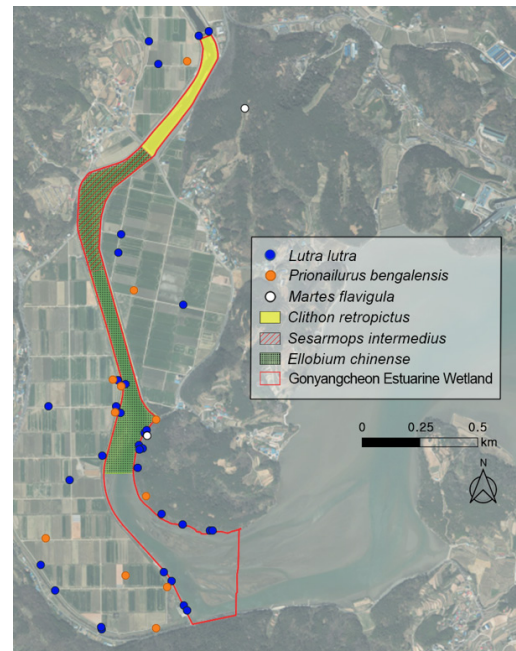 Lutra lutra
Prionailurus bengalensis
Martes flavigula
Clithon retropictus
Sesarmops intermedius
Ellobium chinense
Gonyangcheon Estuarine Wetland
0 0.25 0.5
km
N